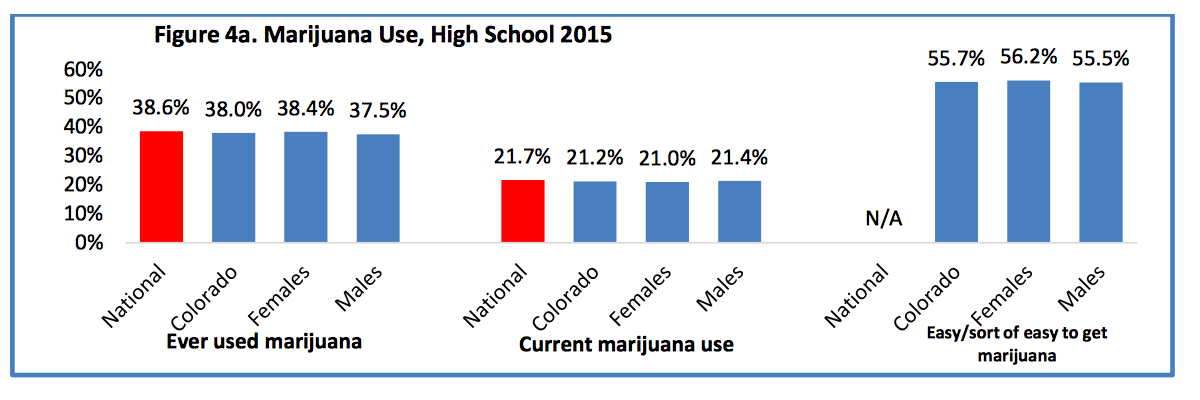 Figure 4a. Marijuana Use, High School 2015
60%
50%
40%
30%
20%
10%
0%
38.6%
38.0%
38.4%
37.5%
National
Colorado
Females
Males
Ever used marijuana
21.7%
21.2%
21.0%
21.4%
National
Colorado
Females
Males
Current marijuana use
N/A
55.7%
56.2%
55.5%
National
Colorado
Females
Males
Easy/sort of easy to get
marijuana